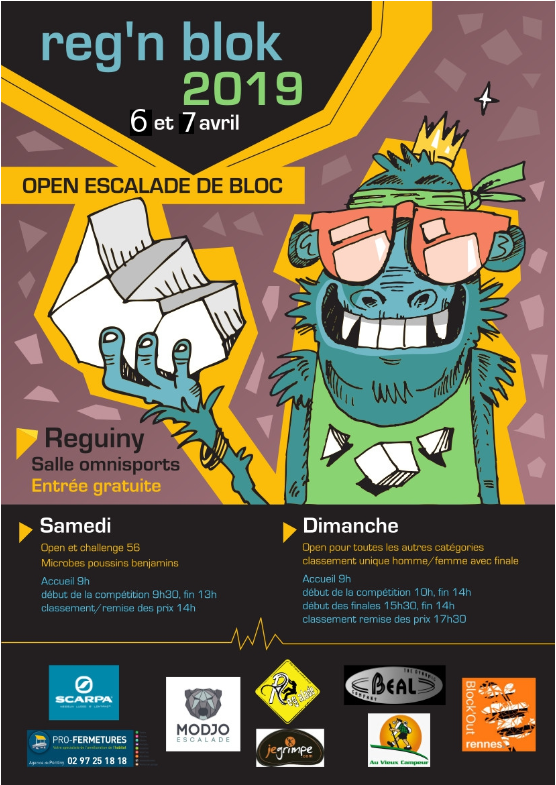 reg'n blok
2019
6 et 7 avril
OPEN ESCALADE DE BLOC
Reguiny
Salle omnisports
Entrée gratuite
Samedi
Open et challenge 56
Microbes poussins benjamins
Accueil 9h
début de la compétition 9h30, fin 13h
classement/remise des prix 14h
Dimanche
Open pour toutes les autres catégories
classement unique homme/femme avec finale
Accueil 9h
début de la compétition 10h, fin 14h
début des finales 15h30, fin 14h
classement remise des prix 17h30
SCARPA
PRO-FERMETURES
02 97 25 18 18
MODJO
ESCALADE
jegrimpe
.com
BEAL
Au Vieux Campeur
Block'Out
rennes